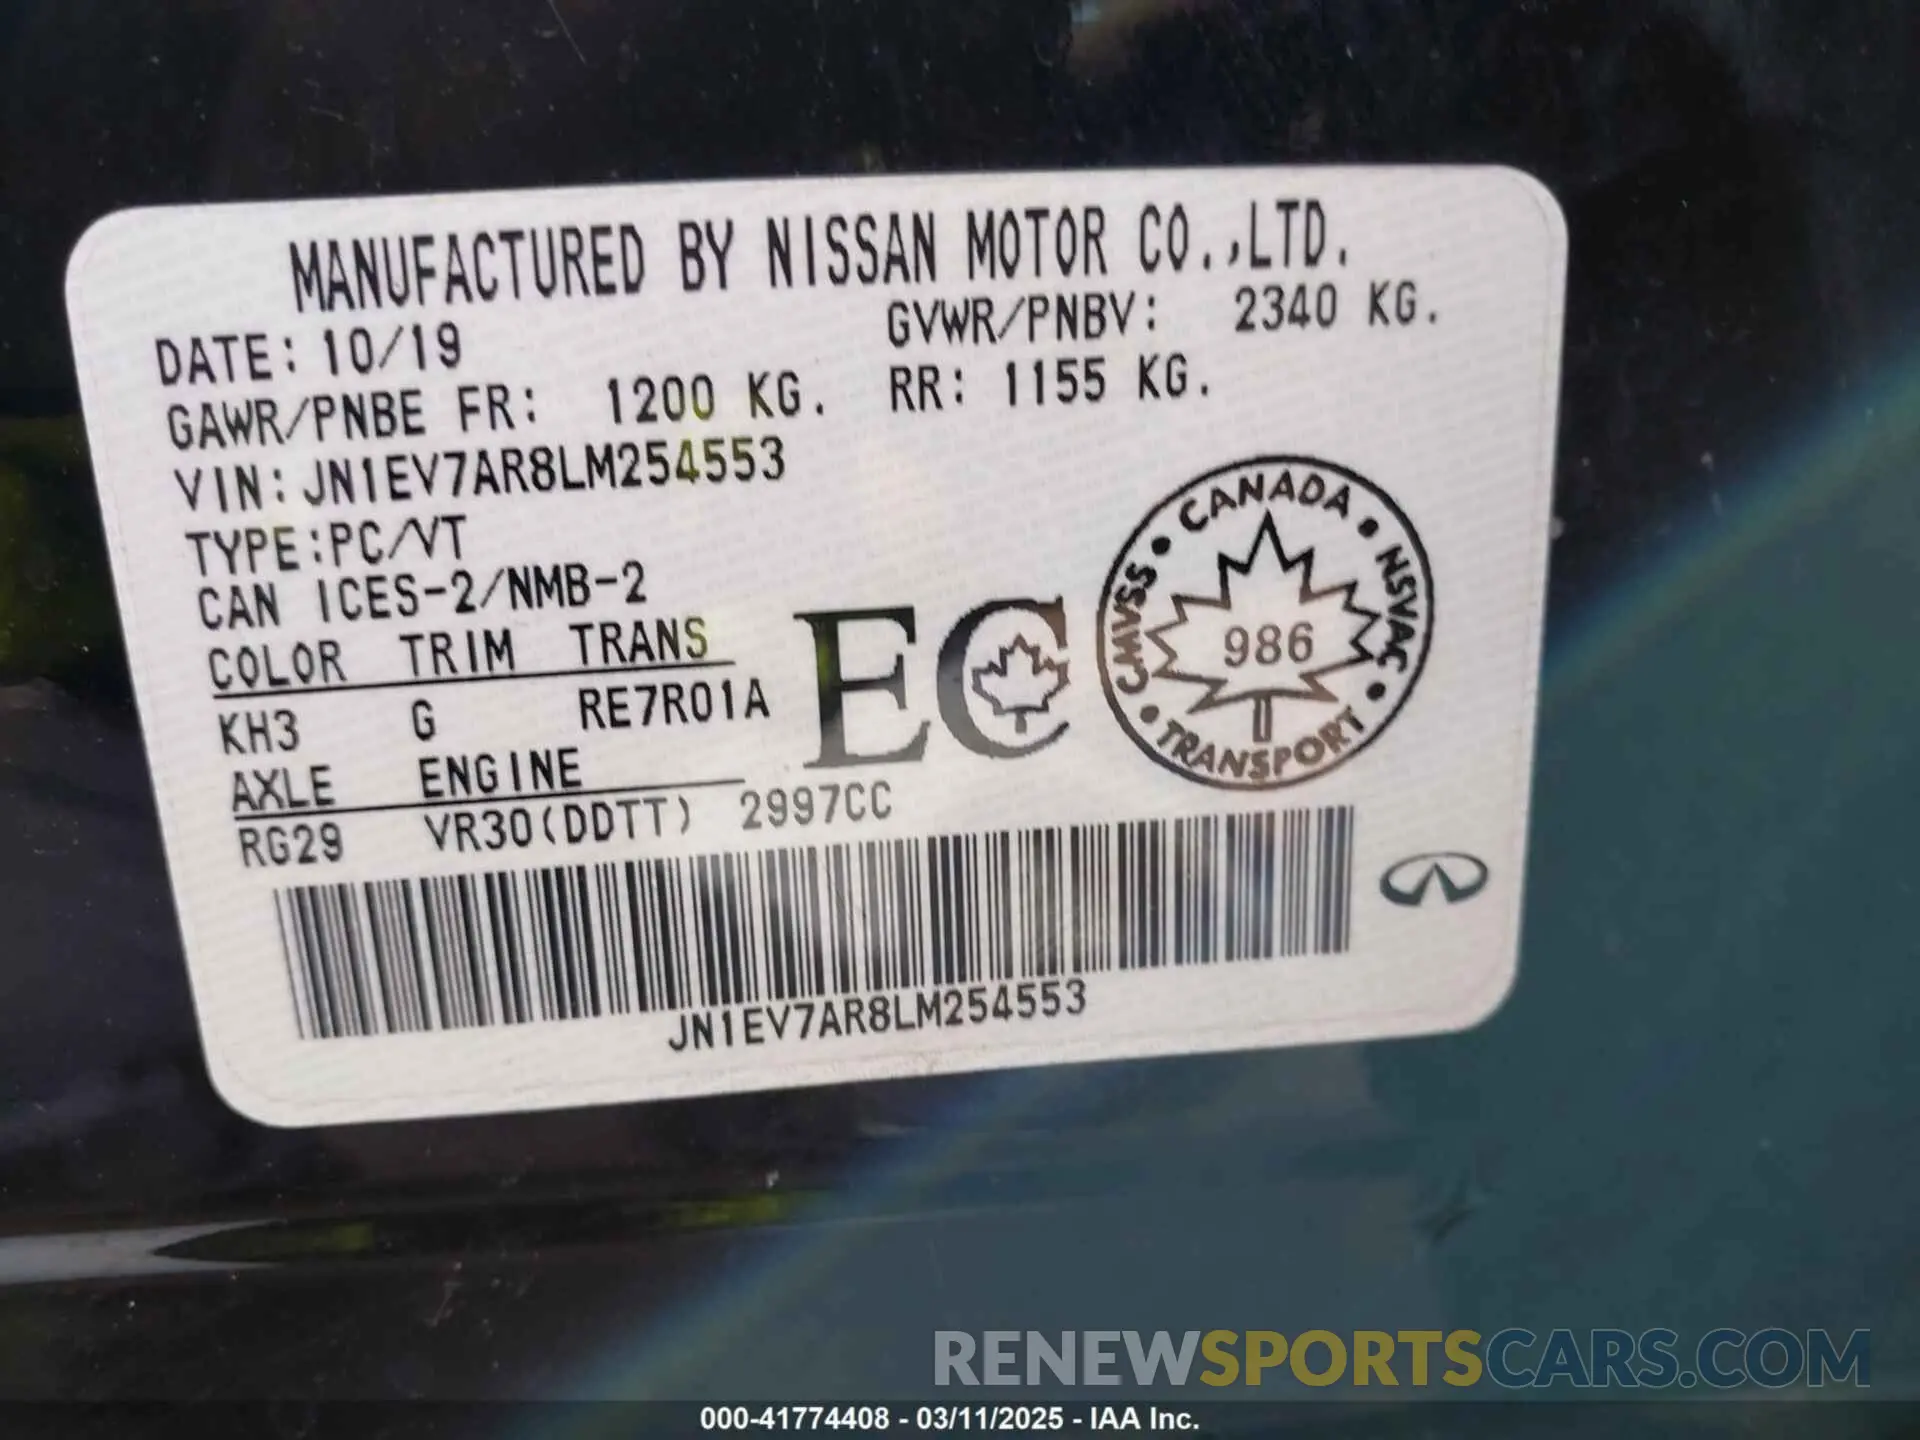 MANUFACTURED BY NISSAN MOTOR CO.,LTD.
DATE:10/19 GVWR/PNBV: 2340 KG.
GAWR/PNBE FR: 1200 KG. RR: 1155 KG.
VIN:JN1EV7AR8LM254553
TYPE:PC/VT
CAN ICES-2/NMB-2
COLOR TRIM TRANS
KH3 G RE7R01A
AXLE ENGINE
RG29 VR30(DDTT) 2997CC
EC
CANADA • NSVAC • TRANSPORT • CMVSS •
986
JN1EV7AR8LM254553
RENEWSPORTSCARS.COM
000-41774408 - 03/11/2025 - IAA Inc.